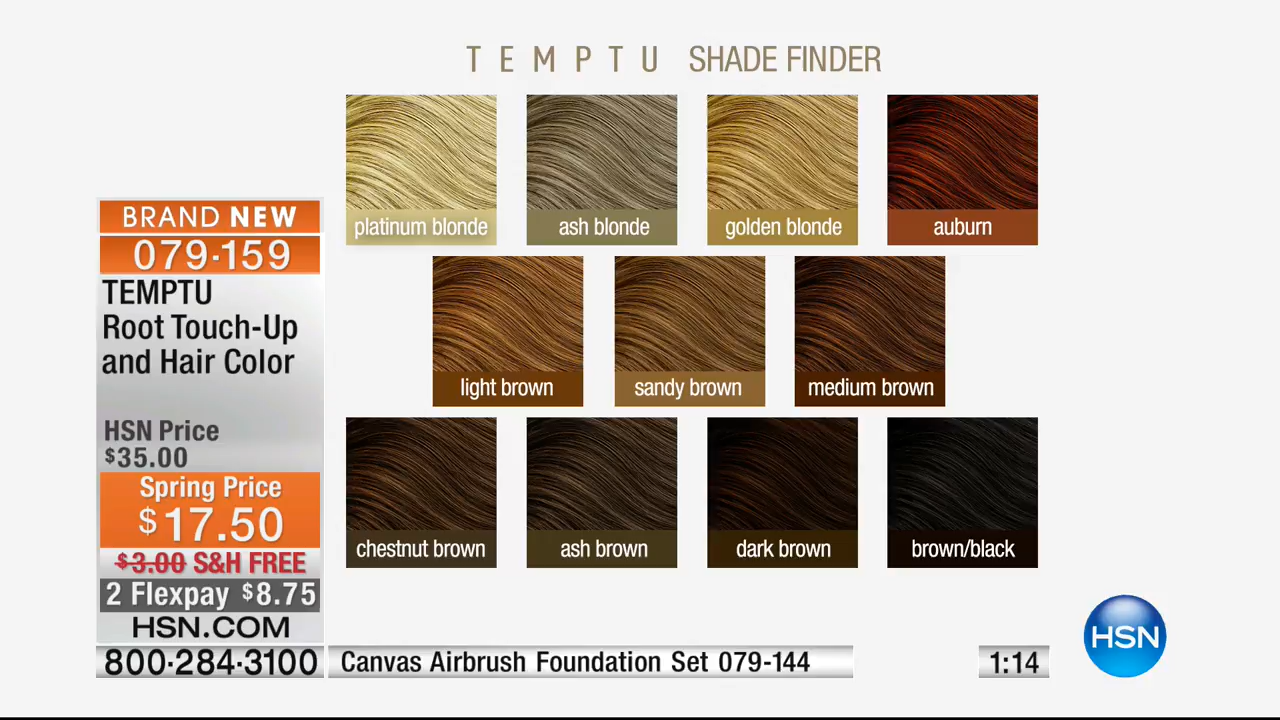 TEMPTU SHADE FINDER
platinum blonde
ash blonde
golden blonde
auburn
light brown
sandy brown
medium brown
chestnut brown
ash brown
dark brown
brown/black
BRAND NEW
079·159
TEMPTU
Root Touch-Up
and Hair Color
HSN Price
$35.00
Spring Price
$17.50
$3.00 S&H FREE
2 Flexpay $8.75
HSN.COM
800·284·3100
Canvas Airbrush Foundation Set 079-144
1:14
HSN